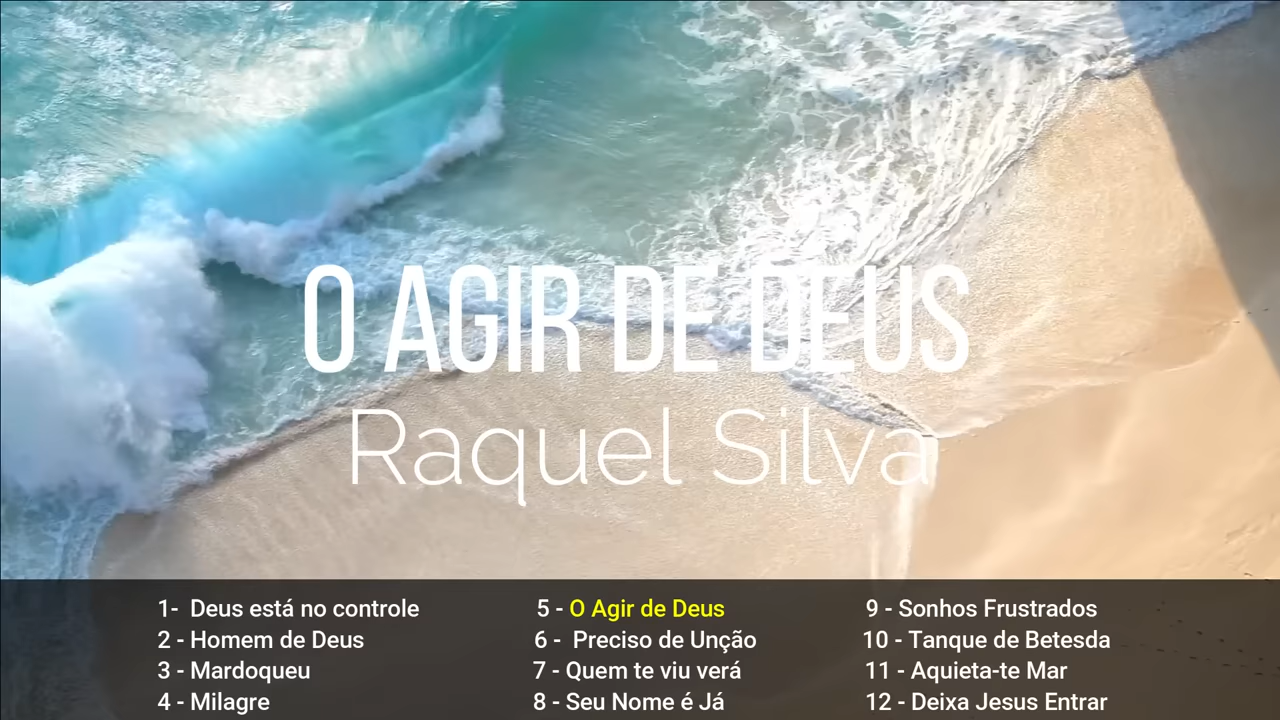 O AGIR DE DEUS
Raquel Silva
1-  Deus está no controle
2 - Homem de Deus
3 - Mardoqueu
4 - Milagre
5 - O Agir de Deus
6 -  Preciso de Unção
7 - Quem te viu verá
8 - Seu Nome é Já
9 - Sonhos Frustrados
10 - Tanque de Betesda
11 - Aquieta-te Mar
12 - Deixa Jesus Entrar